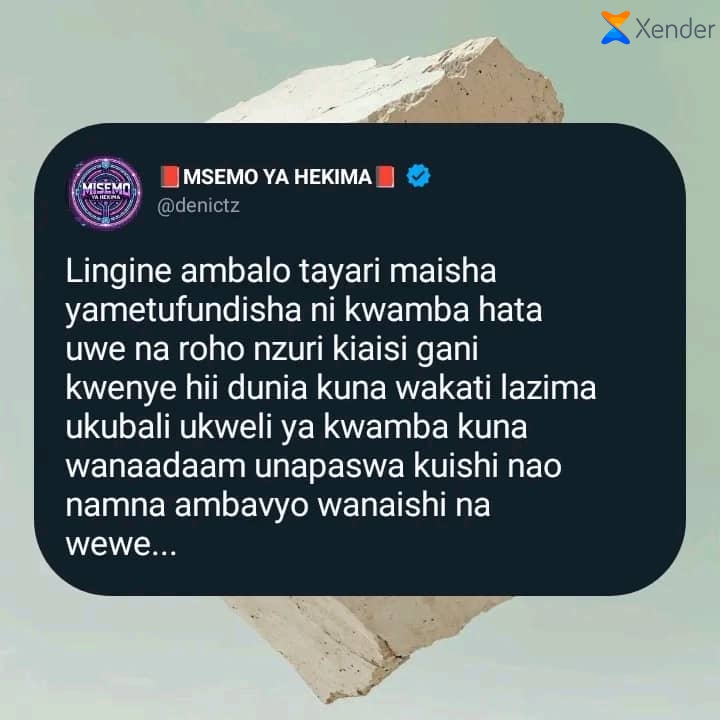 Xender
📕MSEMO YA HEKIMA📕
@denictz
MISEMO
YA HEKIMA
Lingine ambalo tayari maisha
yametufundisha ni kwamba hata
uwe na roho nzuri kiaisi gani
kwenye hii dunia kuna wakati lazima
ukubali ukweli ya kwamba kuna
wanaadaam unapaswa kuishi nao
namna ambavyo wanaishi na
wewe...